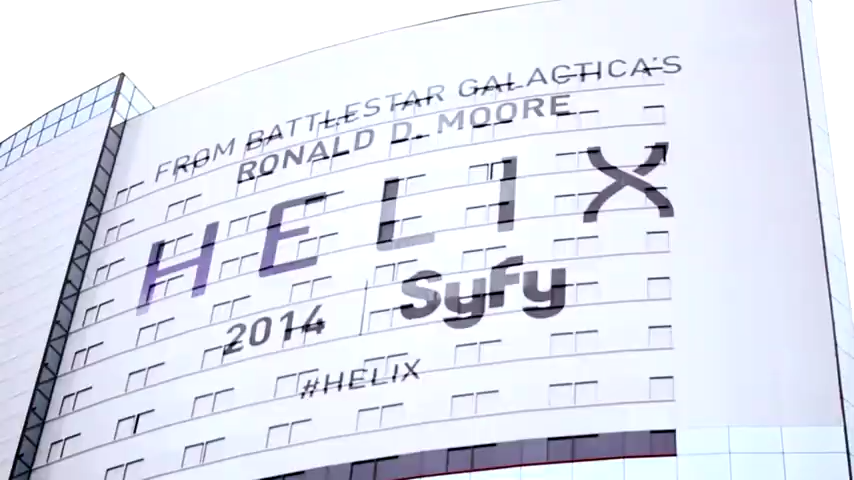 FROM BATTLESTAR GALACTICA'S
RONALD D. MOORE
HELIX
2014 | Syfy
#HELIX